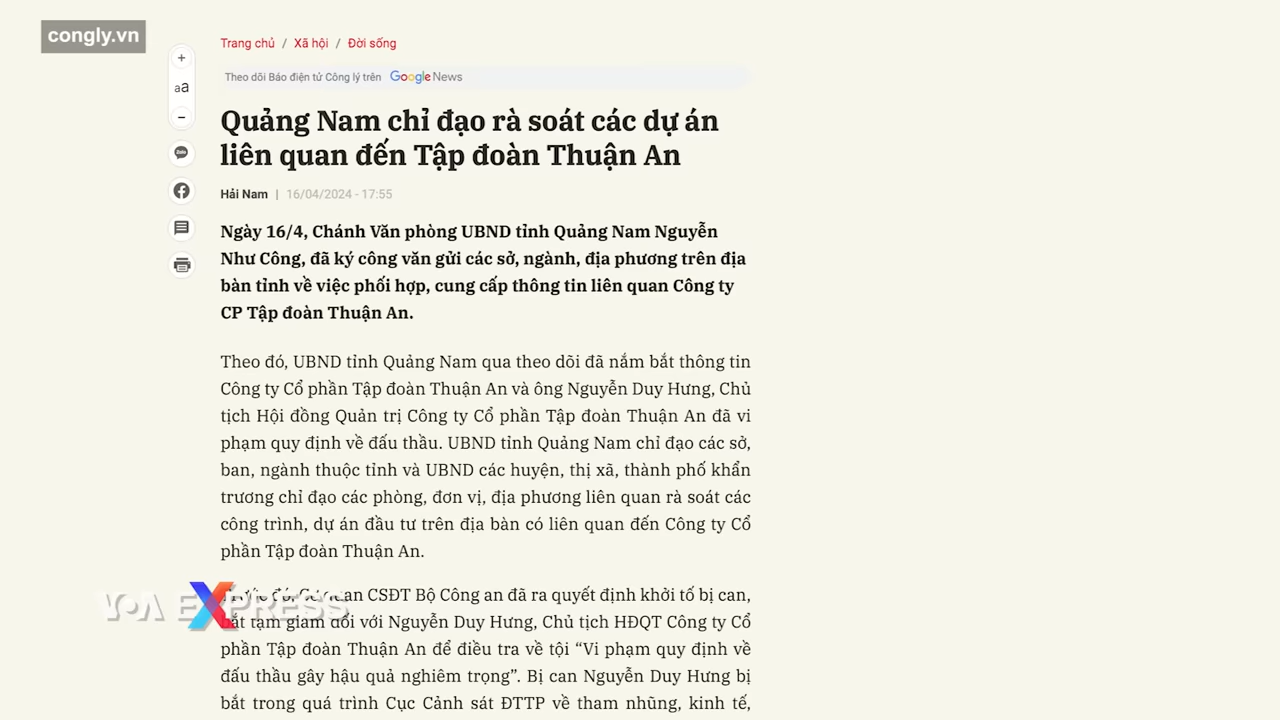 congly.vn
Trang chủ / Xã hội / Đời sống
+
aa
−
Theo dõi Báo điện tử Công lý trên Google News
Quảng Nam chỉ đạo rà soát các dự án
liên quan đến Tập đoàn Thuận An
Zalo
Hải Nam | 16/04/2024 - 17:55
Ngày 16/4, Chánh Văn phòng UBND tỉnh Quảng Nam Nguyễn
Như Công, đã ký công văn gửi các sở, ngành, địa phương trên địa
bàn tỉnh về việc phối hợp, cung cấp thông tin liên quan Công ty
CP Tập đoàn Thuận An.
Theo đó, UBND tỉnh Quảng Nam qua theo dõi đã nắm bắt thông tin
Công ty Cổ phần Tập đoàn Thuận An và ông Nguyễn Duy Hưng, Chủ
tịch Hội đồng Quản trị Công ty Cổ phần Tập đoàn Thuận An đã vi
phạm quy định về đấu thầu. UBND tỉnh Quảng Nam chỉ đạo các sở,
ban, ngành thuộc tỉnh và UBND các huyện, thị xã, thành phố khẩn
trương chỉ đạo các phòng, đơn vị, địa phương liên quan rà soát các
công trình, dự án đầu tư trên địa bàn có liên quan đến Công ty Cổ
phần Tập đoàn Thuận An.
VOA EXPRESS
CSĐT Bộ Công an đã ra quyết định khởi tố bị can,
bắt tạm giam đối với Nguyễn Duy Hưng, Chủ tịch HĐQT Công ty Cổ
phần Tập đoàn Thuận An để điều tra về tội “Vi phạm quy định về
đấu thầu gây hậu quả nghiêm trọng”. Bị can Nguyễn Duy Hưng bị
bắt trong quá trình Cục Cảnh sát ĐTTP về tham nhũng, kinh tế,